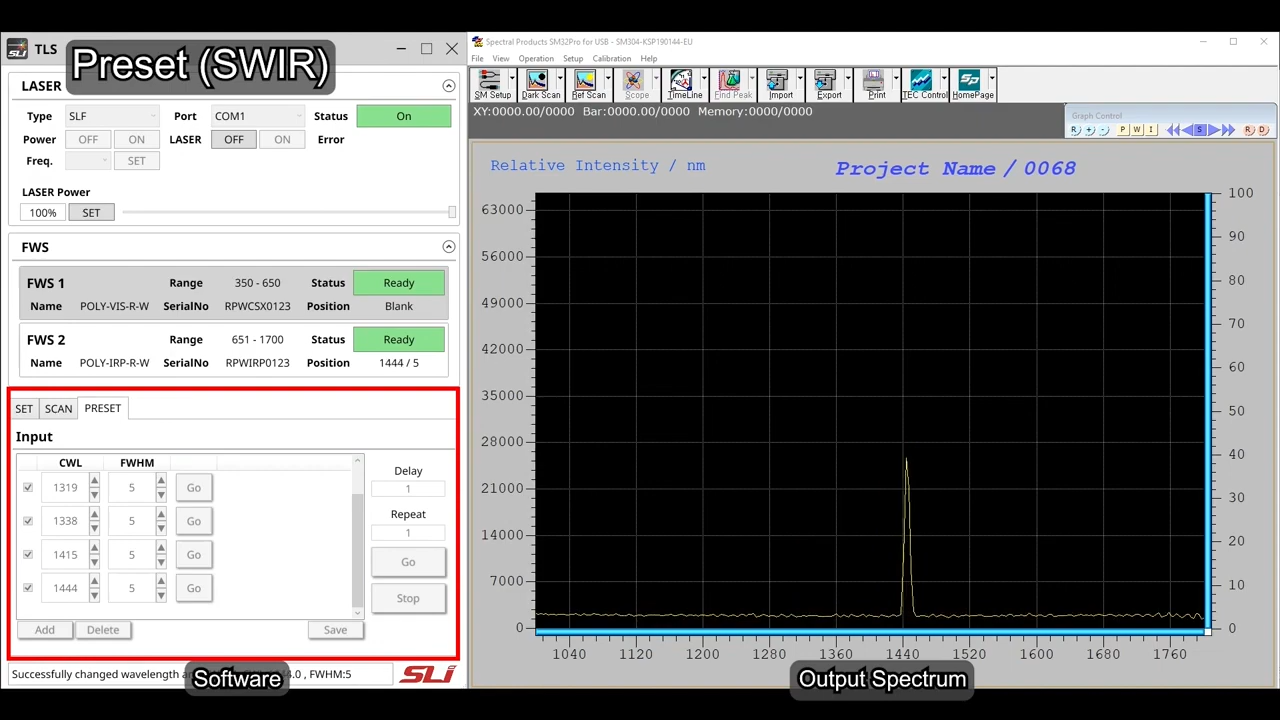 TLS
Preset (SWIR)
LASER
Type SLF Port COM1 Status On
Power OFF ON LASER OFF ON Error
Freq. SET
LASER Power
100% SET
FWS
FWS 1 Range 350 - 650 Status Ready
Name POLY-VIS-R-W SerialNo RPWCSX0123 Position Blank
FWS 2 Range 651 - 1700 Status Ready
Name POLY-IRP-R-W SerialNo RPWIRP0123 Position 1444 / 5
SET SCAN PRESET
Input
CWL FWHM
1319 5 Go
1338 5 Go
1415 5 Go
1444 5 Go
Delay
1
Repeat
1
Go
Stop
Add Delete Save
Successfully changed wavelength 4.0 , FWHM:5
SLi
Software
Spectral Products SM32Pro for USB - SM304-KSP190144-EU
File View Operation Setup Calibration Help
SM Setup Dark Scan Ref Scan Scope TimeLine Find Peak Import Export Print TEC Control HomePage
XY:0000.00/0000 Bar:0000.00/0000 Memory:0000/0000
Graph Control
R + - P W I S R D
Relative Intensity / nm
Project Name / 0068
63000
56000
49000
42000
35000
28000
21000
14000
7000
0
100
90
80
70
60
50
40
30
20
10
0
1040 1120 1200 1280 1360 1440 1520 1600 1680 1760
Output Spectrum